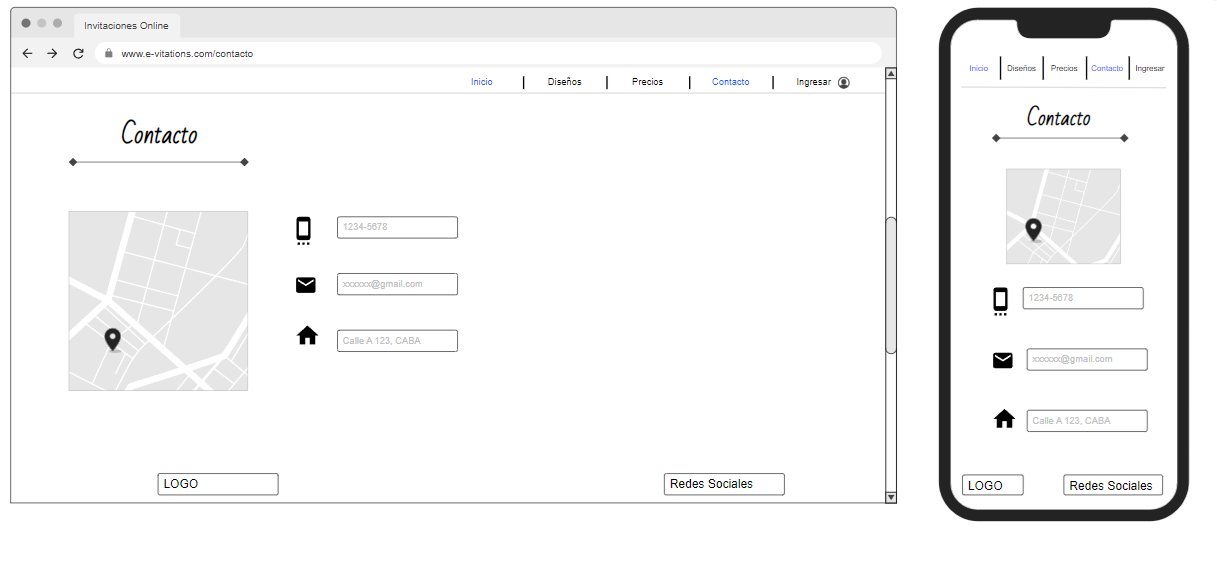 Invitaciones Online
www.e-vitations.com/contacto
Inicio Diseños Precios Contacto Ingresar
Contacto
1234-5678
xxxxxx@gmail.com
Calle A 123, CABA
LOGO Redes Sociales
Inicio Diseños Precios Contacto Ingresar
Contacto
1234-5678
xxxxxx@gmail.com
Calle A 123, CABA
LOGO Redes Sociales